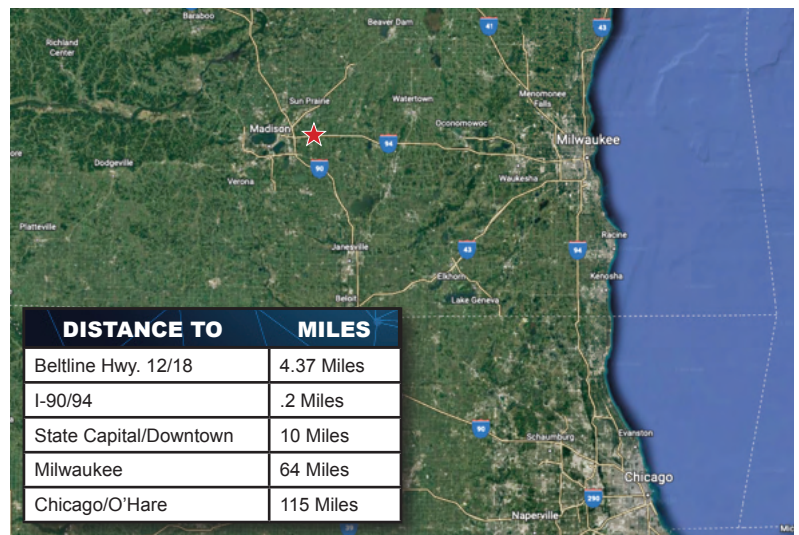 Baraboo
Beaver Dam
41
43
Richland
Center
Sun Prairie
Watertown
Menomonee
Falls
Oconomowoc
Madison
94
Milwaukee
ore
Dodgeville
90
Verona
Waukesha
Platteville
Racine
Janesville
43
94
Elkhorn
Kenosha
Beloit
Lake Geneva
DISTANCE TO MILES
Beltline Hwy. 12/18 4.37 Miles
I-90/94 .2 Miles
State Capital/Downtown 10 Miles
Milwaukee 64 Miles
Chicago/O'Hare 115 Miles
90
Schaumburg
Evanston
Chicago
290
Naperville
Mic